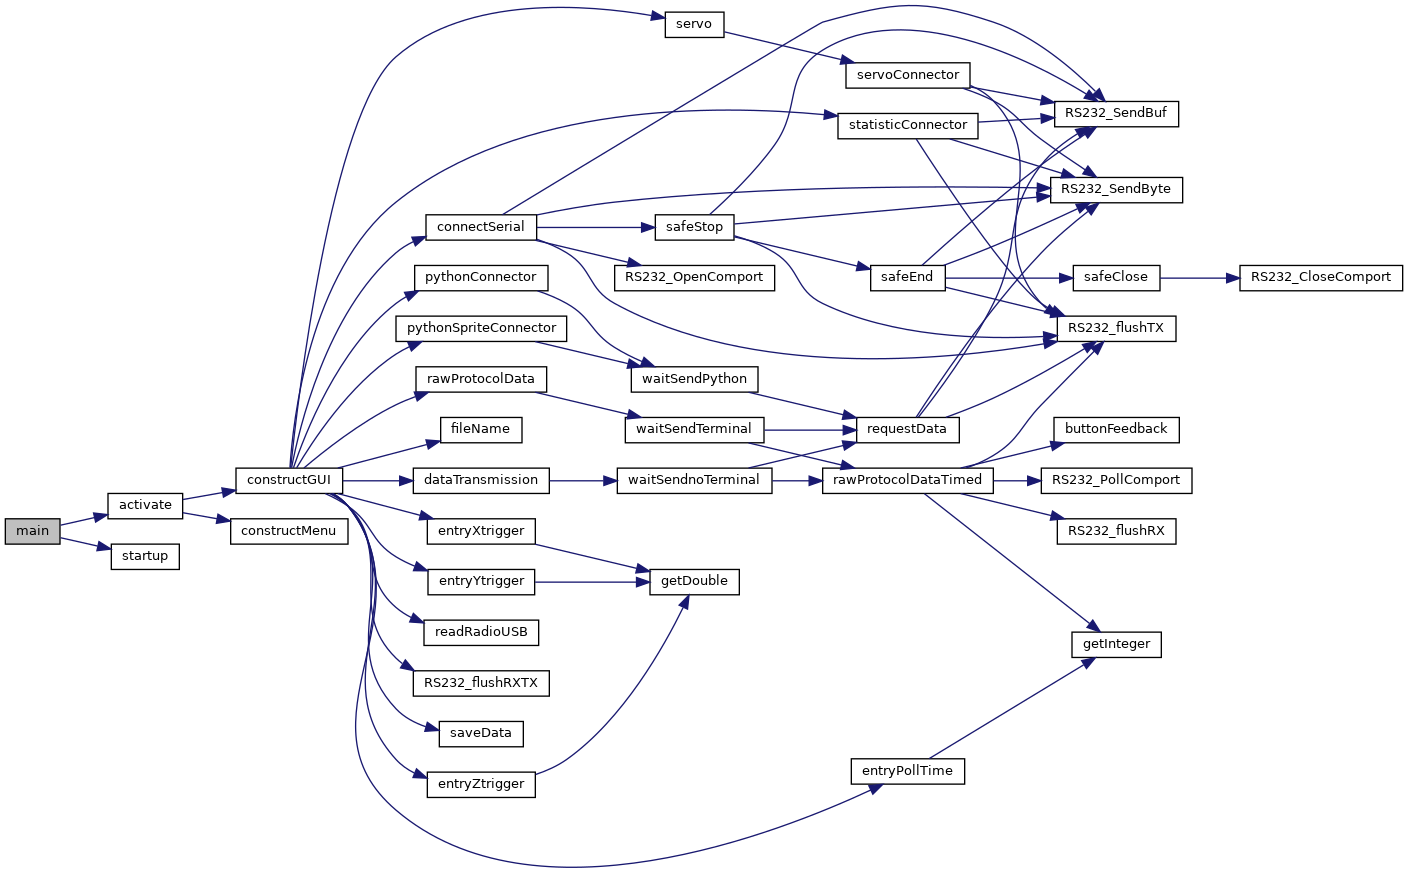 main
activate
startup
constructGUI
constructMenu
servo
connectSerial
pythonConnector
pythonSpriteConnector
rawProtocolData
fileName
dataTransmission
entryXtrigger
entryYtrigger
readRadioUSB
RS232_flushRXTX
saveData
entryZtrigger
safeStop
RS232_OpenComport
waitSendPython
waitSendTerminal
waitSendnoTerminal
getDouble
servoConnector
statisticConnector
safeEnd
requestData
rawProtocolDataTimed
entryPollTime
RS232_SendBuf
RS232_SendByte
safeClose
RS232_flushTX
buttonFeedback
RS232_PollComport
RS232_flushRX
getInteger
RS232_CloseComport